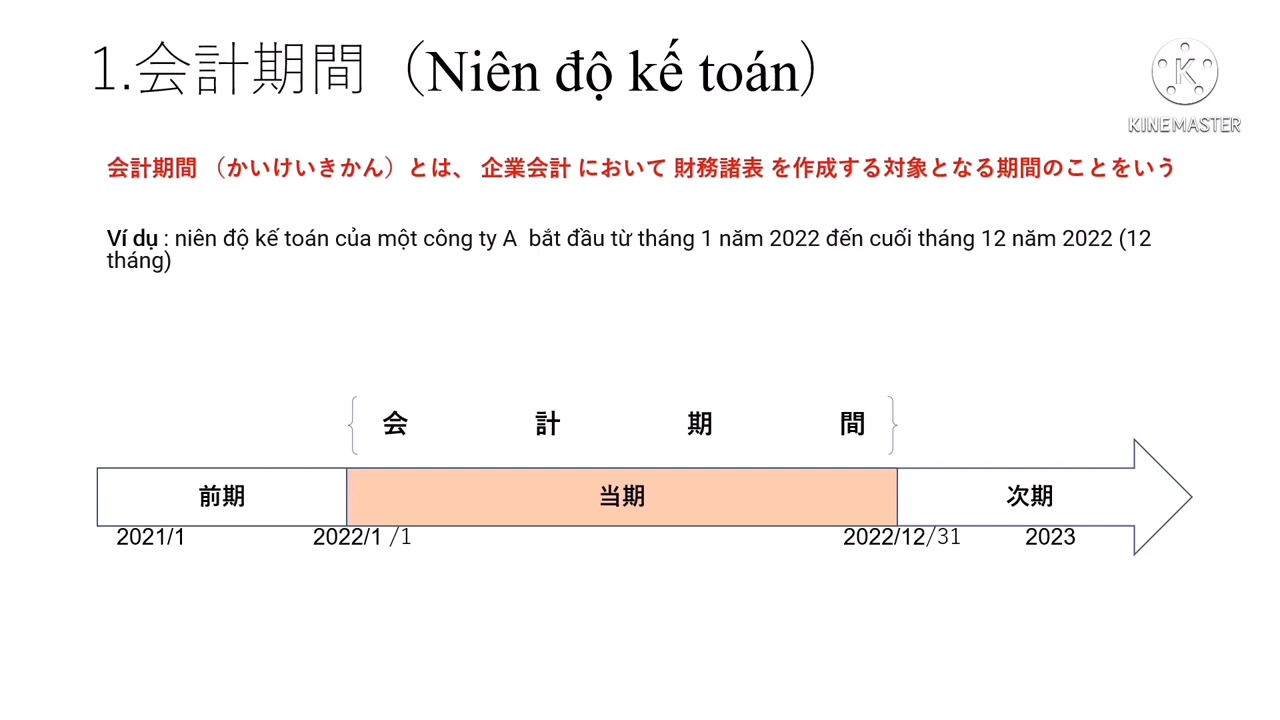 1.会計期間（Niên độ kế toán）
KINEMASTER
会計期間 （かいけいきかん）とは、 企業会計 において 財務諸表 を作成する対象となる期間のことをいう
Ví dụ : niên độ kế toán của một công ty A bắt đầu từ tháng 1 năm 2022 đến cuối tháng 12 năm 2022 (12
tháng)
会 計 期 間
前期 当期 次期
2021/1 2022/1 /1 2022/12/31 2023